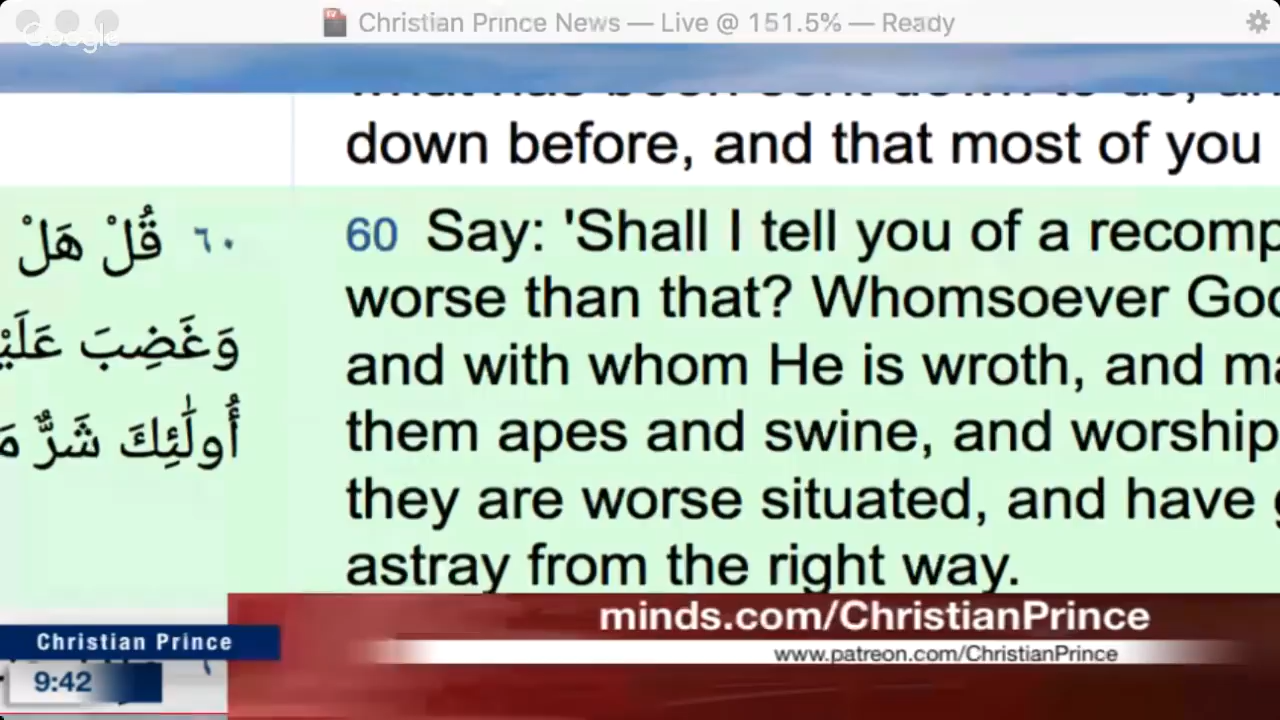 Christian Prince News — Live @ 151.5% — Ready
Google
down before, and that most of you
٦٠ قُلْ هَلْ
60 Say: 'Shall I tell you of a recomp
worse than that? Whomsoever God
وَغَضِبَ عَلَيْ
and with whom He is wroth, and ma
them apes and swine, and worship
أُولَٰئِكَ شَرٌّ مَ
they are worse situated, and have g
astray from the right way.
minds.com/ChristianPrince
Christian Prince
www.patreon.com/ChristianPrince
9:42